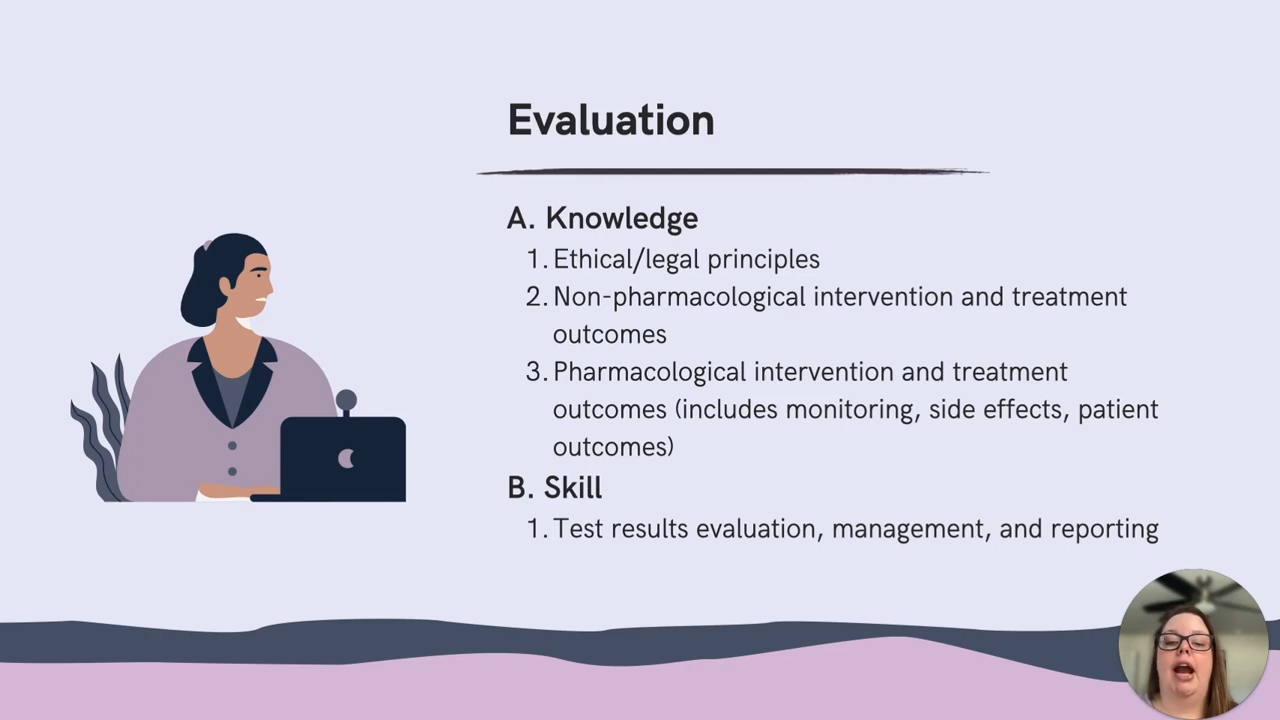 Evaluation
A. Knowledge
1. Ethical/legal principles
2. Non-pharmacological intervention and treatment
outcomes
3. Pharmacological intervention and treatment
outcomes (includes monitoring, side effects, patient
outcomes)
B. Skill
1. Test results evaluation, management, and reporting